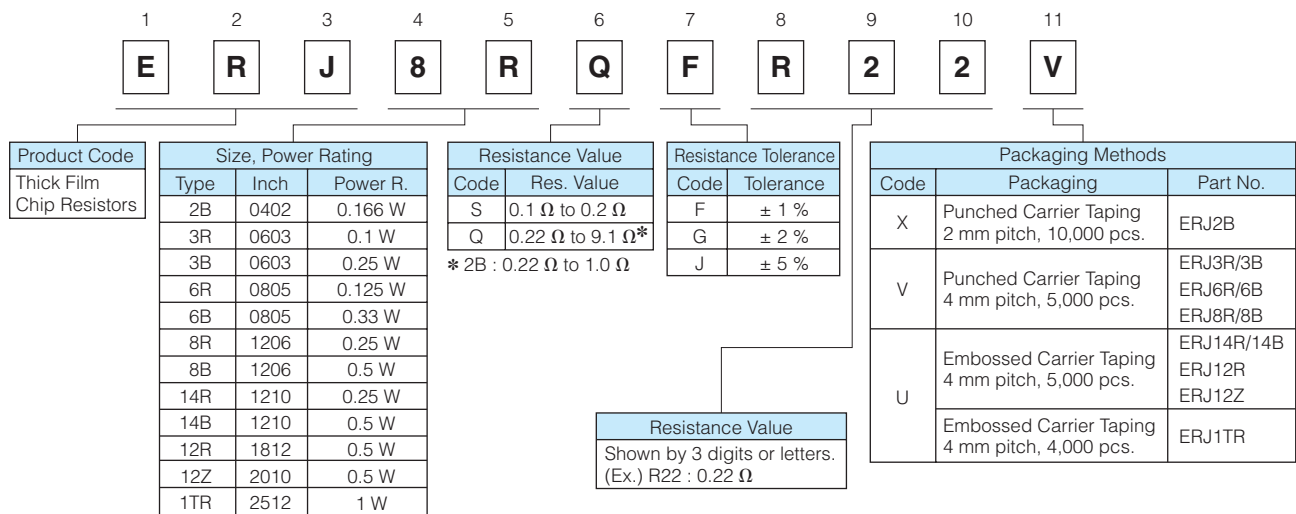 1 2 3 4 5 6 7 8 9 10 11
E R J 8 R Q F R 2 2 V
Product Code
Thick Film
Chip Resistors
Size, Power Rating
Type Inch Power R.
2B 0402 0.166 W
3R 0603 0.1 W
3B 0603 0.25 W
6R 0805 0.125 W
6B 0805 0.33 W
8R 1206 0.25 W
8B 1206 0.5 W
14R 1210 0.25 W
14B 1210 0.5 W
12R 1812 0.5 W
12Z 2010 0.5 W
1TR 2512 1 W
Resistance Value
Code Res. Value
S 0.1 Ω to 0.2 Ω
Q 0.22 Ω to 9.1 Ω*
* 2B : 0.22 Ω to 1.0 Ω
Resistance Tolerance
Code Tolerance
F ± 1 %
G ± 2 %
J ± 5 %
Resistance Value
Shown by 3 digits or letters.
(Ex.) R22 : 0.22 Ω
Packaging Methods
Code Packaging Part No.
X Punched Carrier Taping
2 mm pitch, 10,000 pcs. ERJ2B
V Punched Carrier Taping
4 mm pitch, 5,000 pcs.
ERJ3R/3B
ERJ6R/6B
ERJ8R/8B
U Embossed Carrier Taping
4 mm pitch, 5,000 pcs.
ERJ14R/14B
ERJ12R
ERJ12Z
Embossed Carrier Taping
4 mm pitch, 4,000 pcs. ERJ1TR